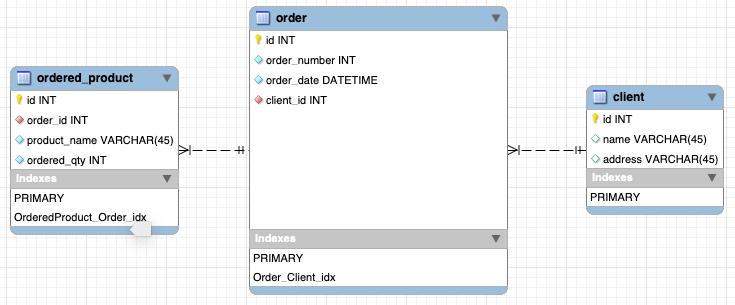 ordered_product
id INT
order_id INT
product_name VARCHAR(45)
ordered_qty INT
Indexes
PRIMARY
OrderedProduct_Order_idx
order
id INT
order_number INT
order_date DATETIME
client_id INT
Indexes
PRIMARY
Order_Client_idx
client
id INT
name VARCHAR(45)
address VARCHAR(45)
Indexes
PRIMARY